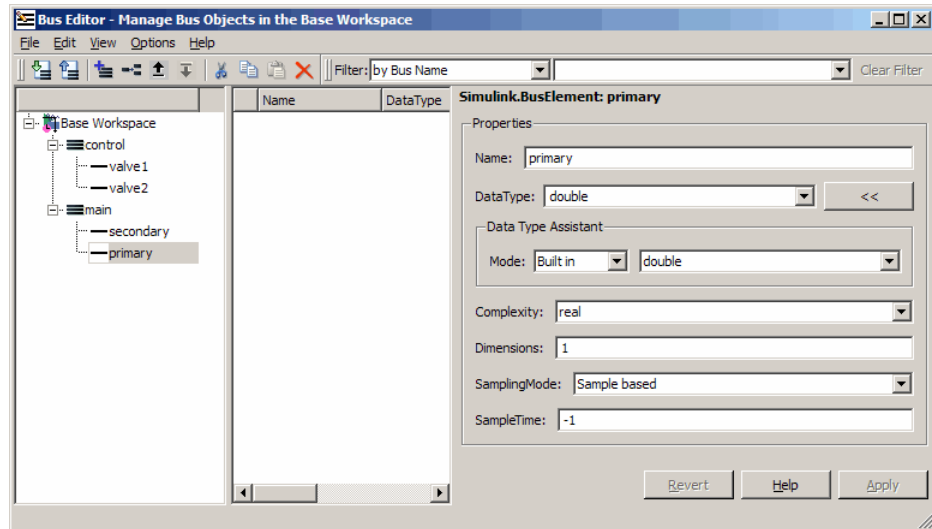 Bus Editor - Manage Bus Objects in the Base Workspace
File Edit View Options Help
Filter: by Bus Name Clear Filter
Name DataType
Base Workspace
control
valve1
valve2
main
secondary
primary
Simulink.BusElement: primary
Properties
Name: primary
DataType: double <<
Data Type Assistant
Mode: Built in double
Complexity: real
Dimensions: 1
SamplingMode: Sample based
SampleTime: -1
Revert Help Apply